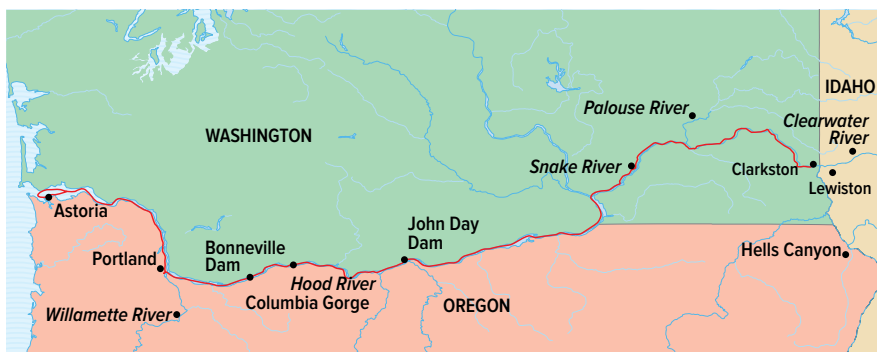 IDAHO
Palouse River
Clearwater
River
WASHINGTON
Snake River
Clarkston
Lewiston
Astoria
John Day
Dam
Bonneville
Dam
Portland
Hells Canyon
Hood River
Columbia Gorge
OREGON
Willamette River